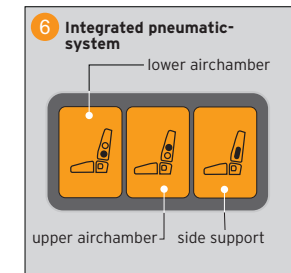 6 Integrated pneumatic-
system
lower airchamber
upper airchamber side support